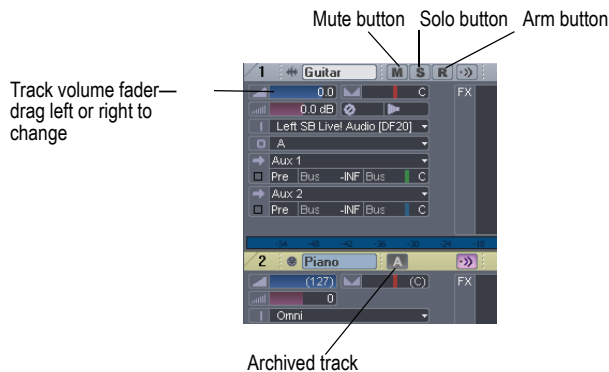 Mute button Solo button Arm button
1 Guitar M S R
Track volume fader—
drag left or right to
change
0.0 C FX
0.0 dB
Left SB Live! Audio [DF20]
A
Aux 1
Pre Bus -INF Bus C
Aux 2
Pre Bus -INF Bus C
-54 -48 -42 -36 -30 -24 -18
2 Piano A
(127) (C) FX
0
Omni
Archived track